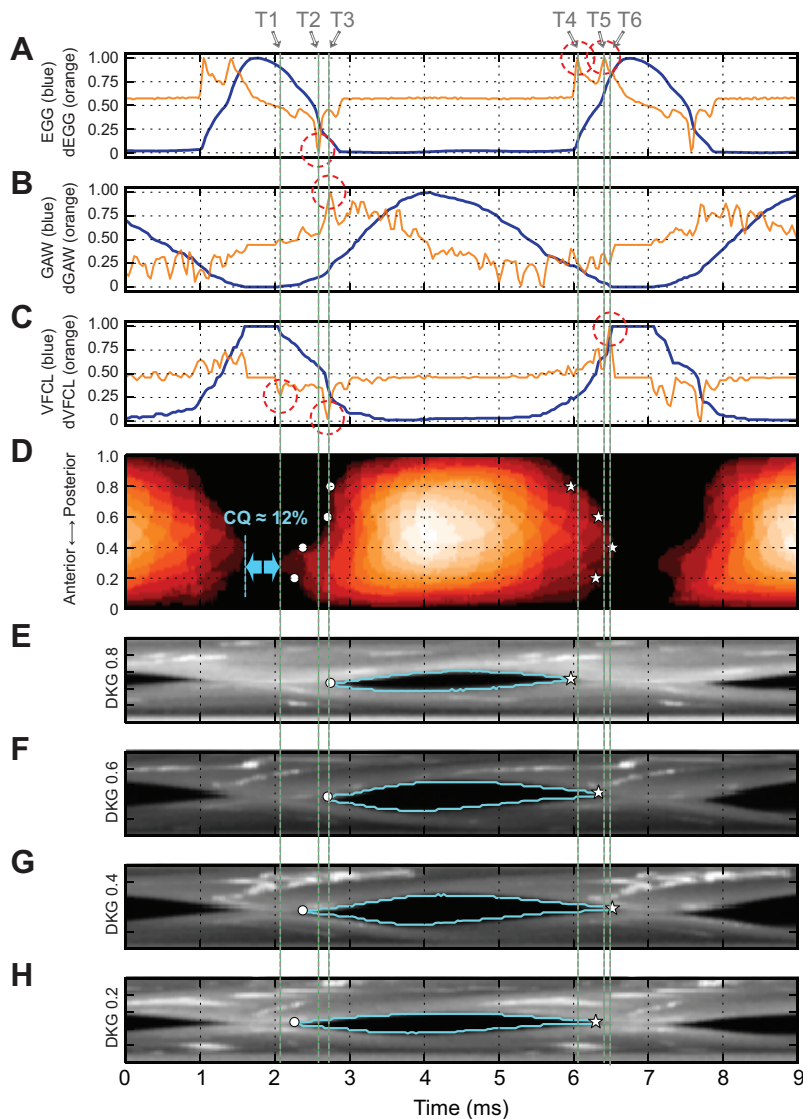 T1 T2 T3 T4 T5 T6
A
EGG (blue)
dEGG (orange)
1.00
0.75
0.50
0.25
0
B
GAW (blue)
dGAW (orange)
1.00
0.75
0.50
0.25
0
C
VFCL (blue)
dVFCL (orange)
1.00
0.75
0.50
0.25
0
D
Anterior ←→ Posterior
1.0
0.8
0.6
0.4
0.2
0
CQ ≈ 12%
E
DKG 0.8
F
DKG 0.6
G
DKG 0.4
H
DKG 0.2
0 1 2 3 4 5 6 7 8 9
Time (ms)